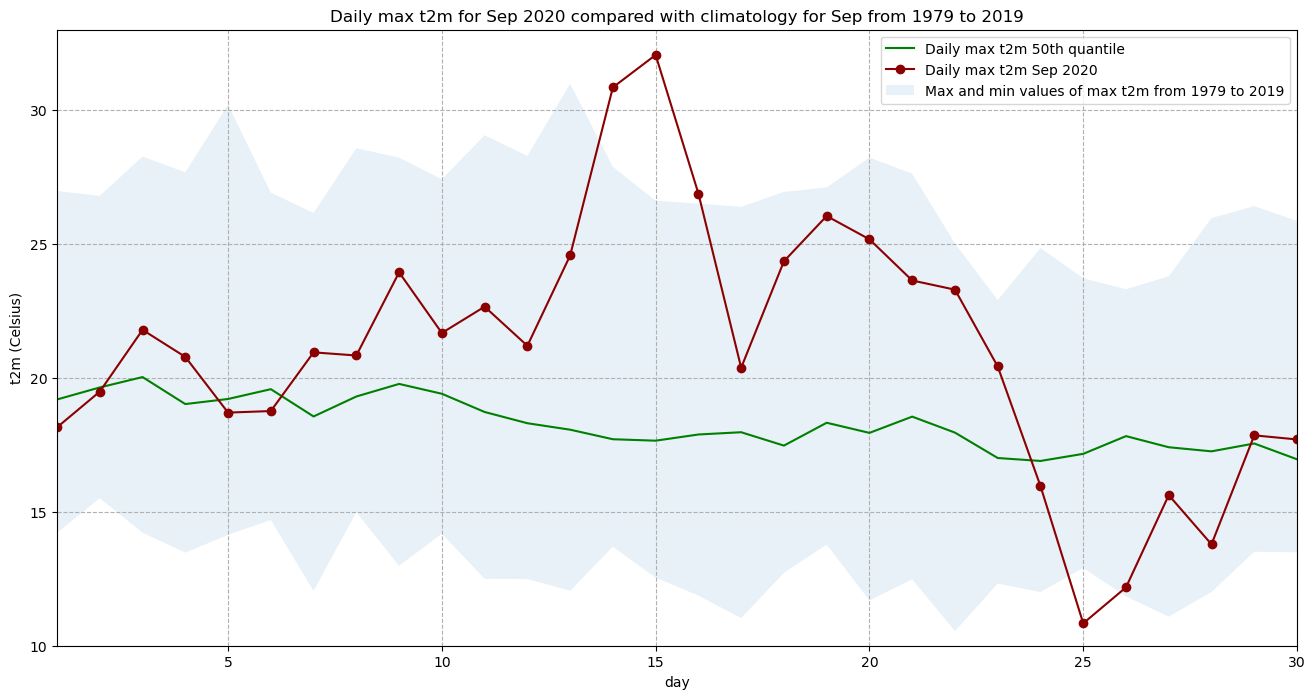 Daily max t2m for Sep 2020 compared with climatology for Sep from 1979 to 2019
Daily max t2m 50th quantile
Daily max t2m Sep 2020
Max and min values of max t2m from 1979 to 2019
t2m (Celsius)
30
25
20
15
10
5
10
15
20
25
30
day